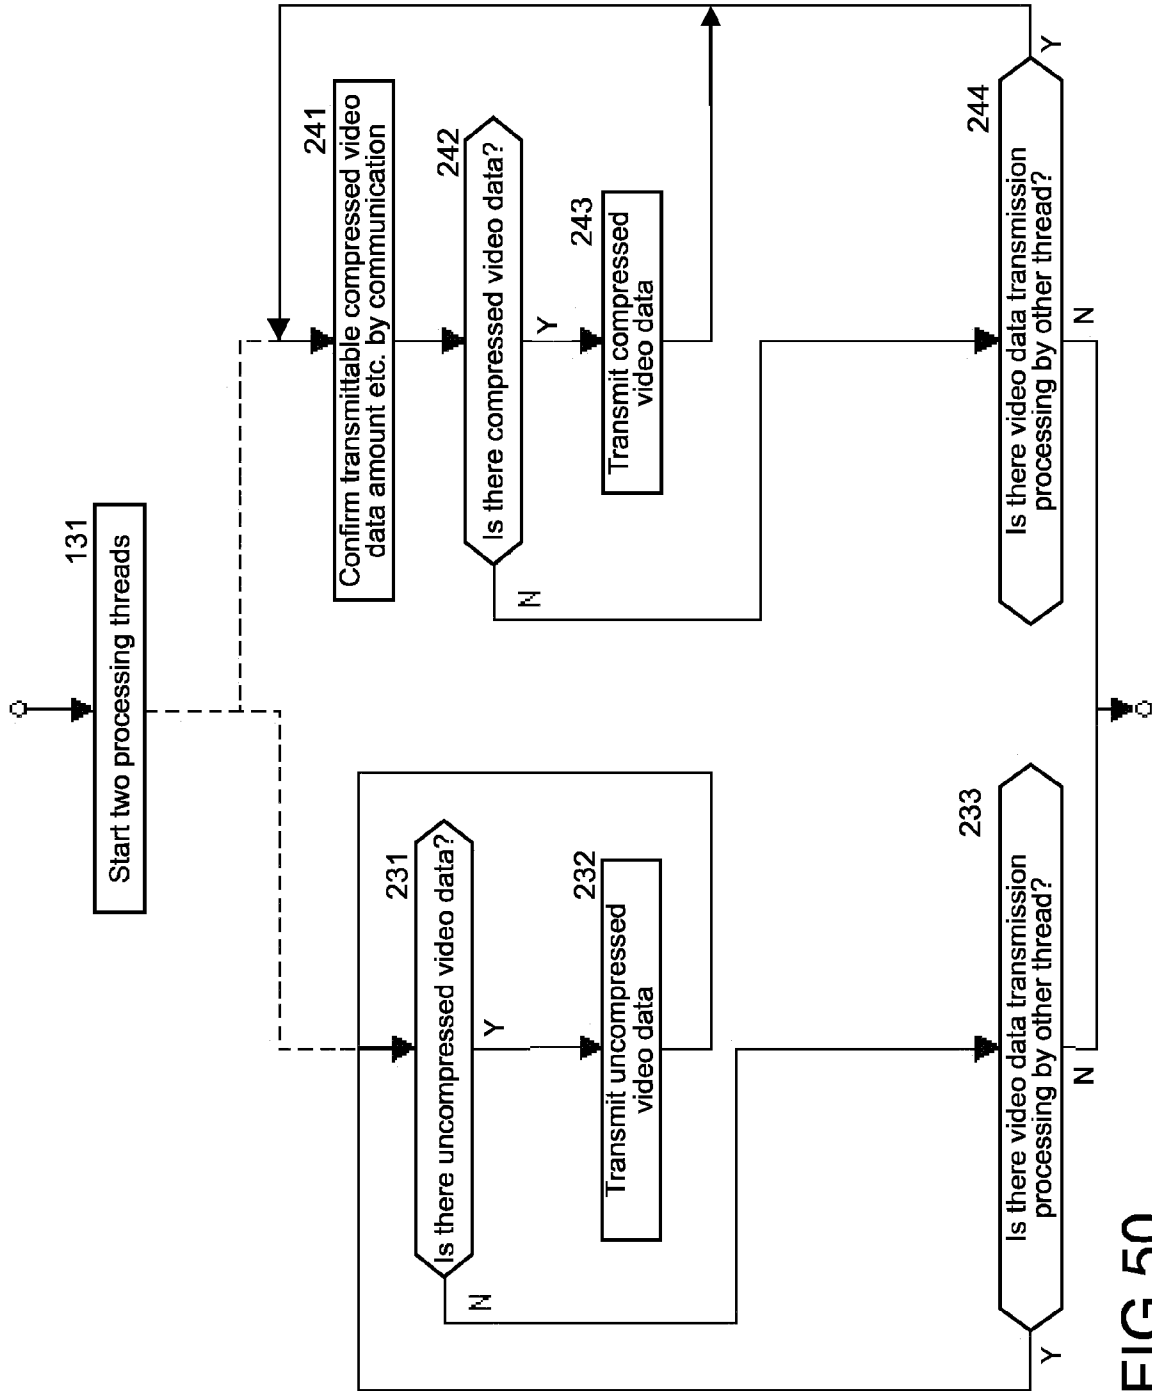 131
Start two processing threads
231
Is there uncompressed video data?
Y
N
232
Transmit uncompressed
video data
233
Is there video data transmission
processing by other thread?
Y
N
241
Confirm transmittable compressed video
data amount etc. by communication
242
Is there compressed video data?
Y
N
243
Transmit compressed
video data
244
Is there video data transmission
processing by other thread?
Y
N
FIG 50